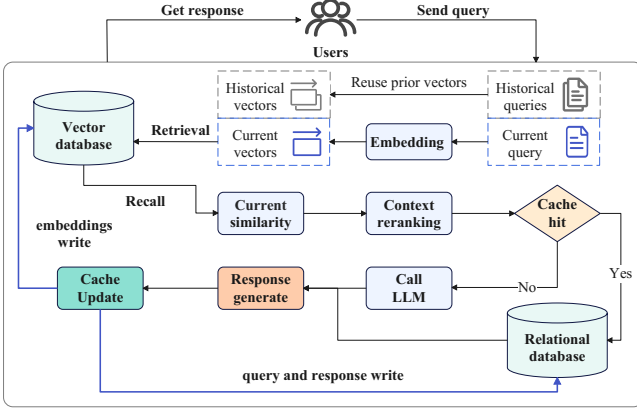 Get response
Send query
Users
Historical
vectors
Reuse prior vectors
Historical
queries
Vector
database
Retrieval
Current
vectors
Embedding
Current
query
Recall
Current
similarity
Context
reranking
Cache
hit
embeddings
write
Yes
Cache
Update
Response
generate
Call
LLM
No
Relational
database
query and response write